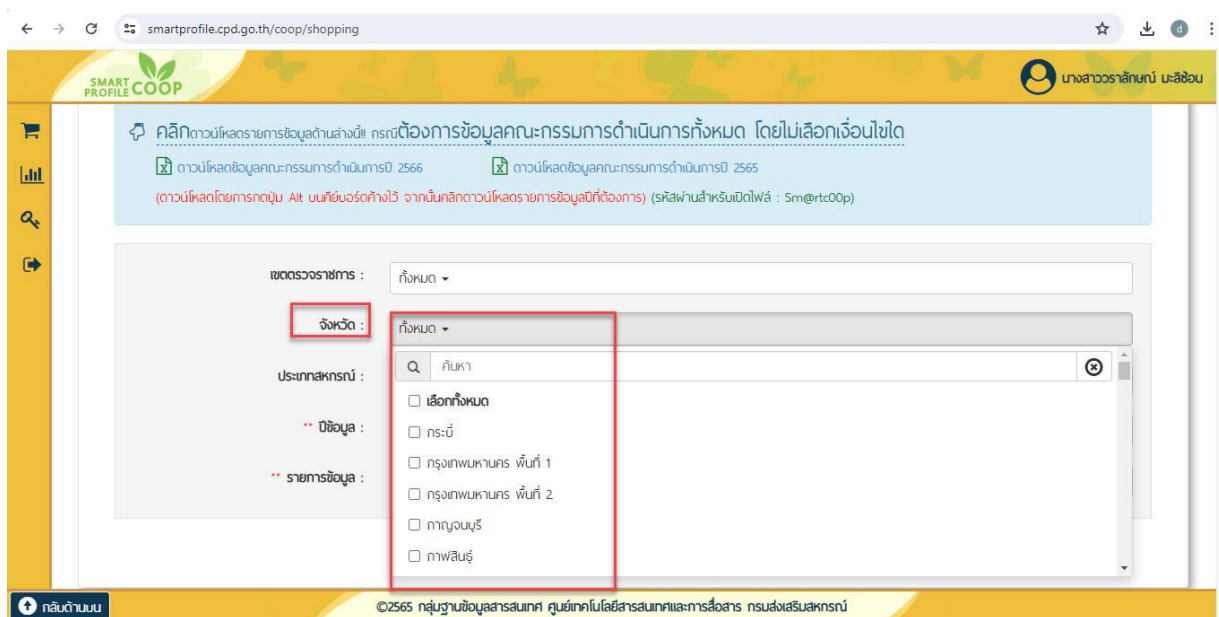 smartprofile.cpd.go.th/coop/shopping
d
SMART PROFILE COOP
นางสาววราลักษณ์ มะลิซ้อน
คลิกดาวน์โหลดรายการข้อมูลด้านล่างนี้!! กรณีต้องการข้อมูลคณะกรรมการดำเนินการทั้งหมด โดยไม่เลือกเงื่อนไขใด
ดาวน์โหลดข้อมูลคณะกรรมการดำเนินการปี 2566 ดาวน์โหลดข้อมูลคณะกรรมการดำเนินการปี 2565
(ดาวน์โหลดโดยการกดปุ่ม Alt บนคีย์บอร์ดค้างไว้ จากนั้นคลิกดาวน์โหลดรายการข้อมูลปีที่ต้องการ) (รหัสผ่านสำหรับเปิดไฟล์ : Sm@rtc00p)
เขตตรวจราชการ : ทั้งหมด
จังหวัด : ทั้งหมด
ค้นหา
ประเภทสหกรณ์ :
เลือกทั้งหมด
** ปีข้อมูล :
กระบี่
กรุงเทพมหานคร พื้นที่ 1
** รายการข้อมูล :
กรุงเทพมหานคร พื้นที่ 2
กาญจนบุรี
กาฬสินธุ์
กลับด้านบน
©2565 กลุ่มฐานข้อมูลสารสนเทศ ศูนย์เทคโนโลยีสารสนเทศและการสื่อสาร กรมส่งเสริมสหกรณ์